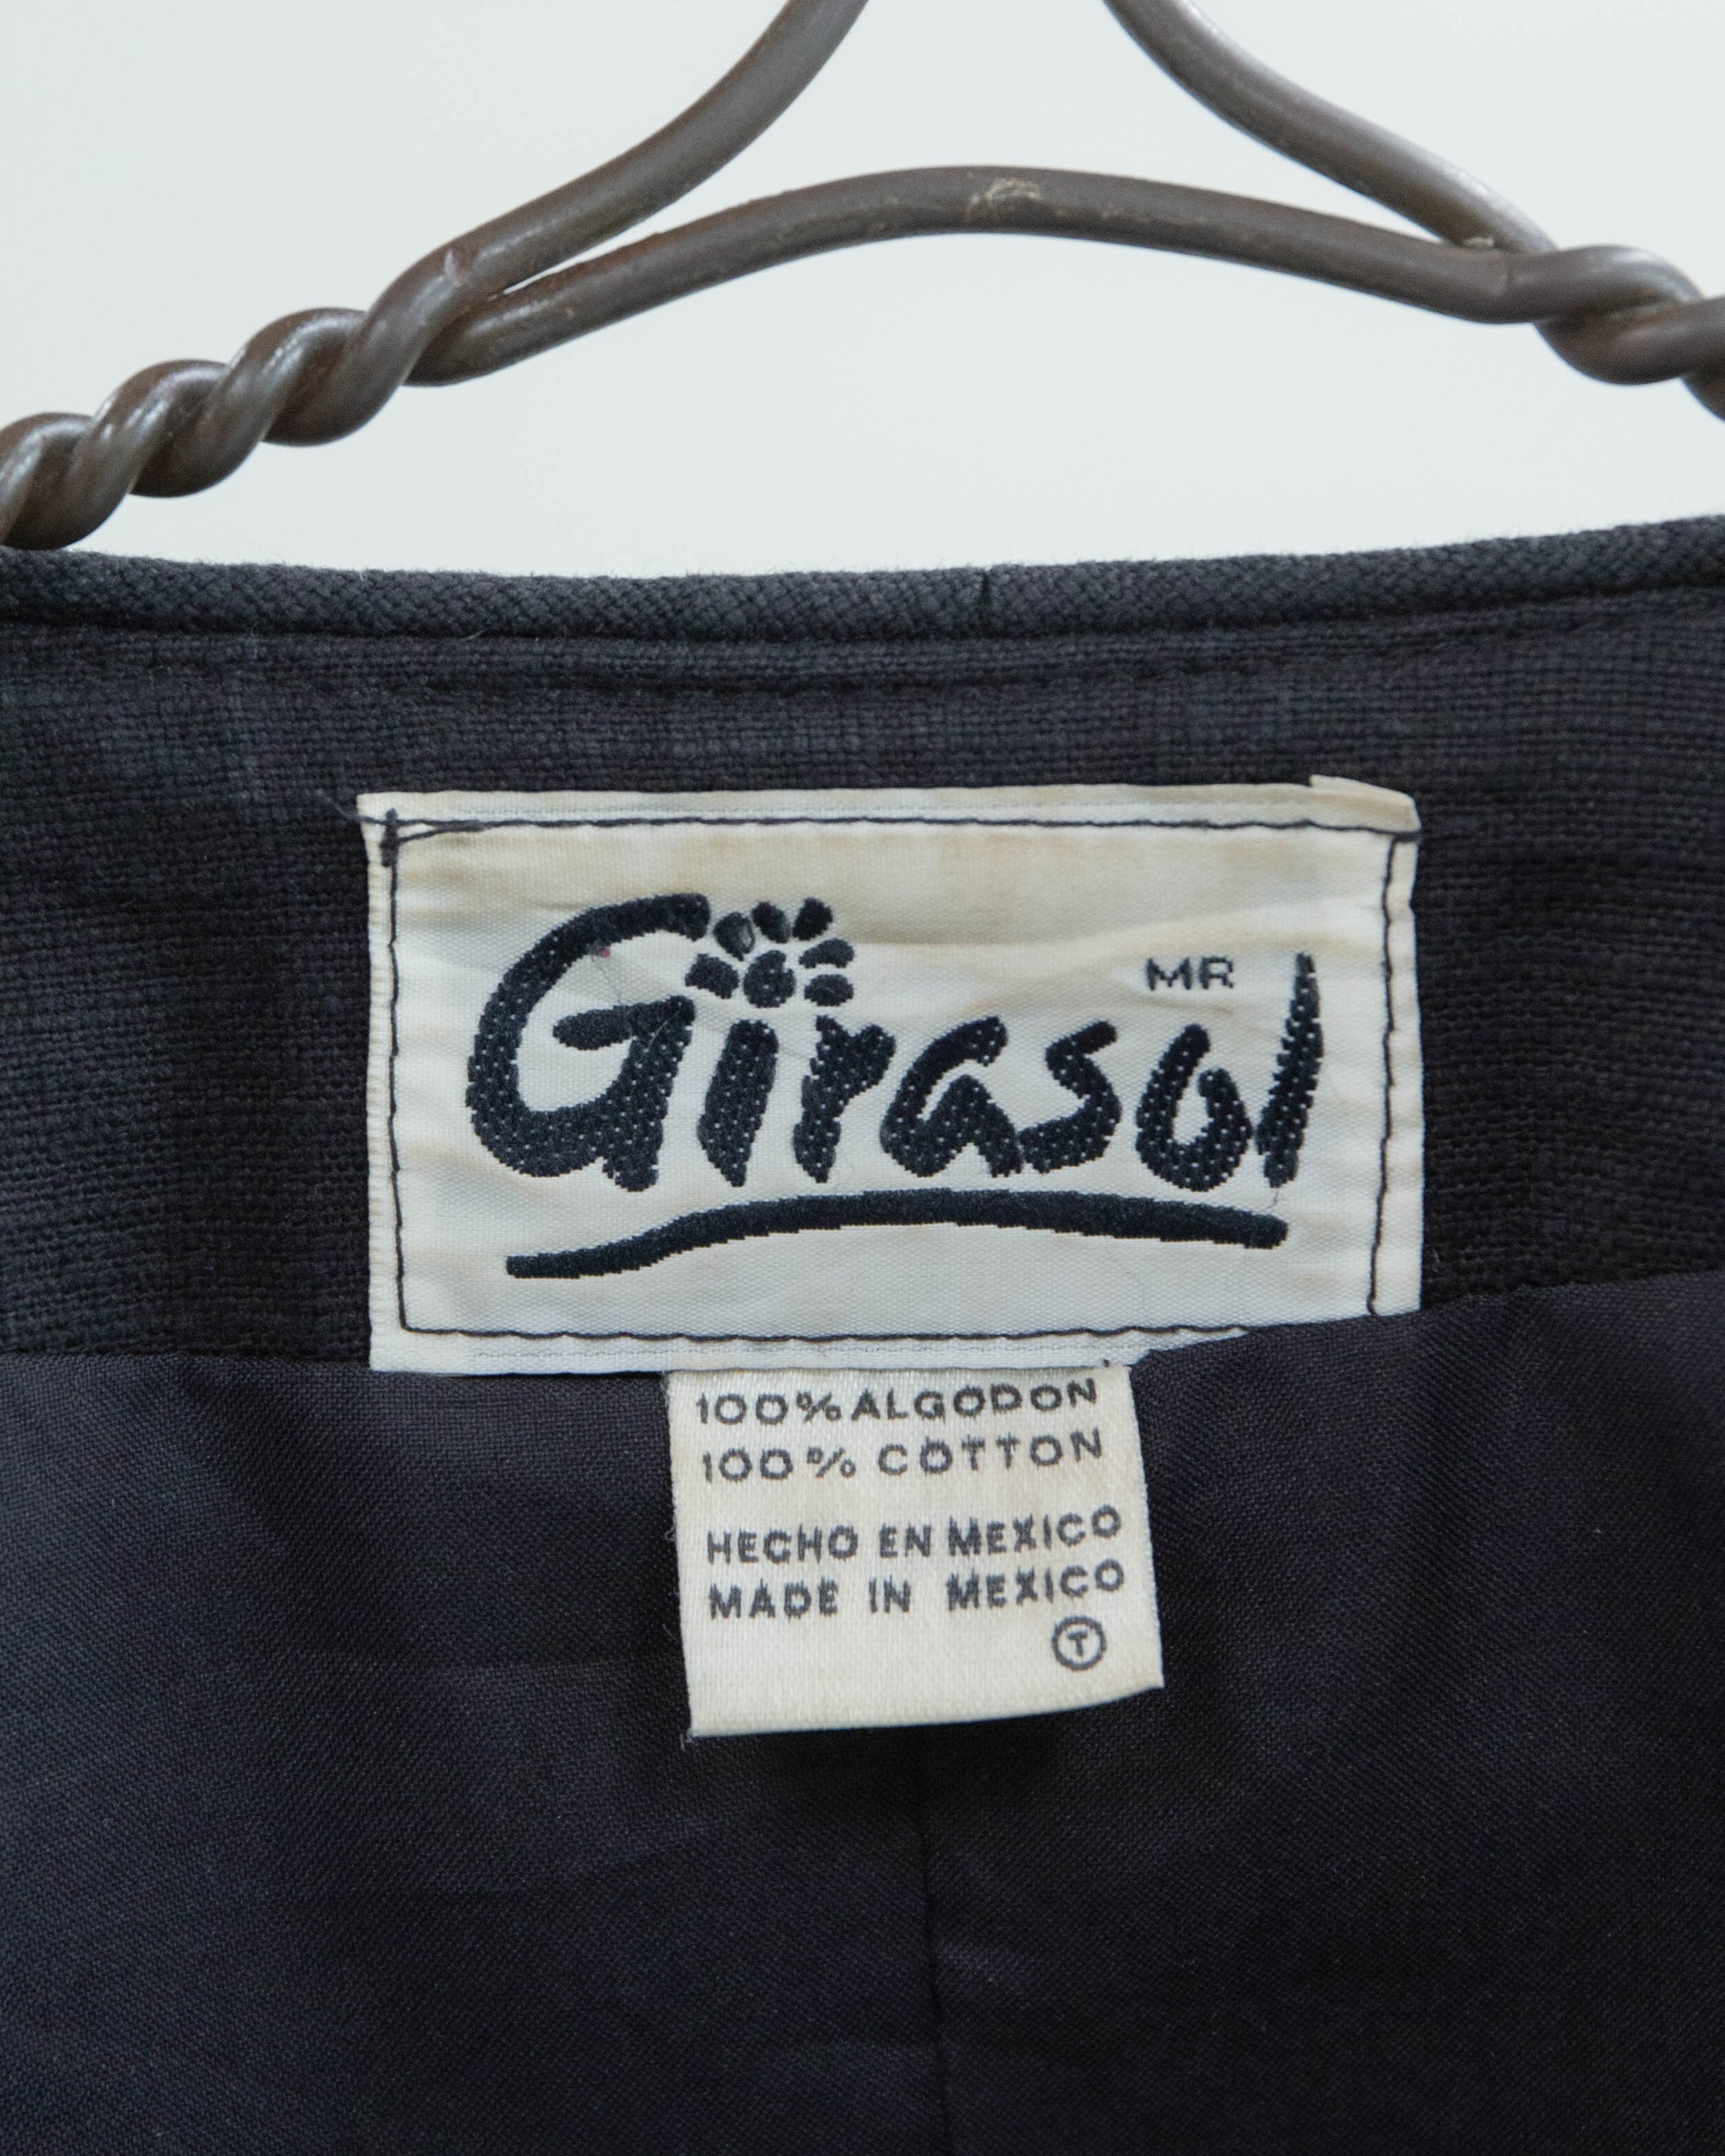 Girasol MR
100% ALGODON
100% COTTON
HECHO EN MEXICO
MADE IN MEXICO
T